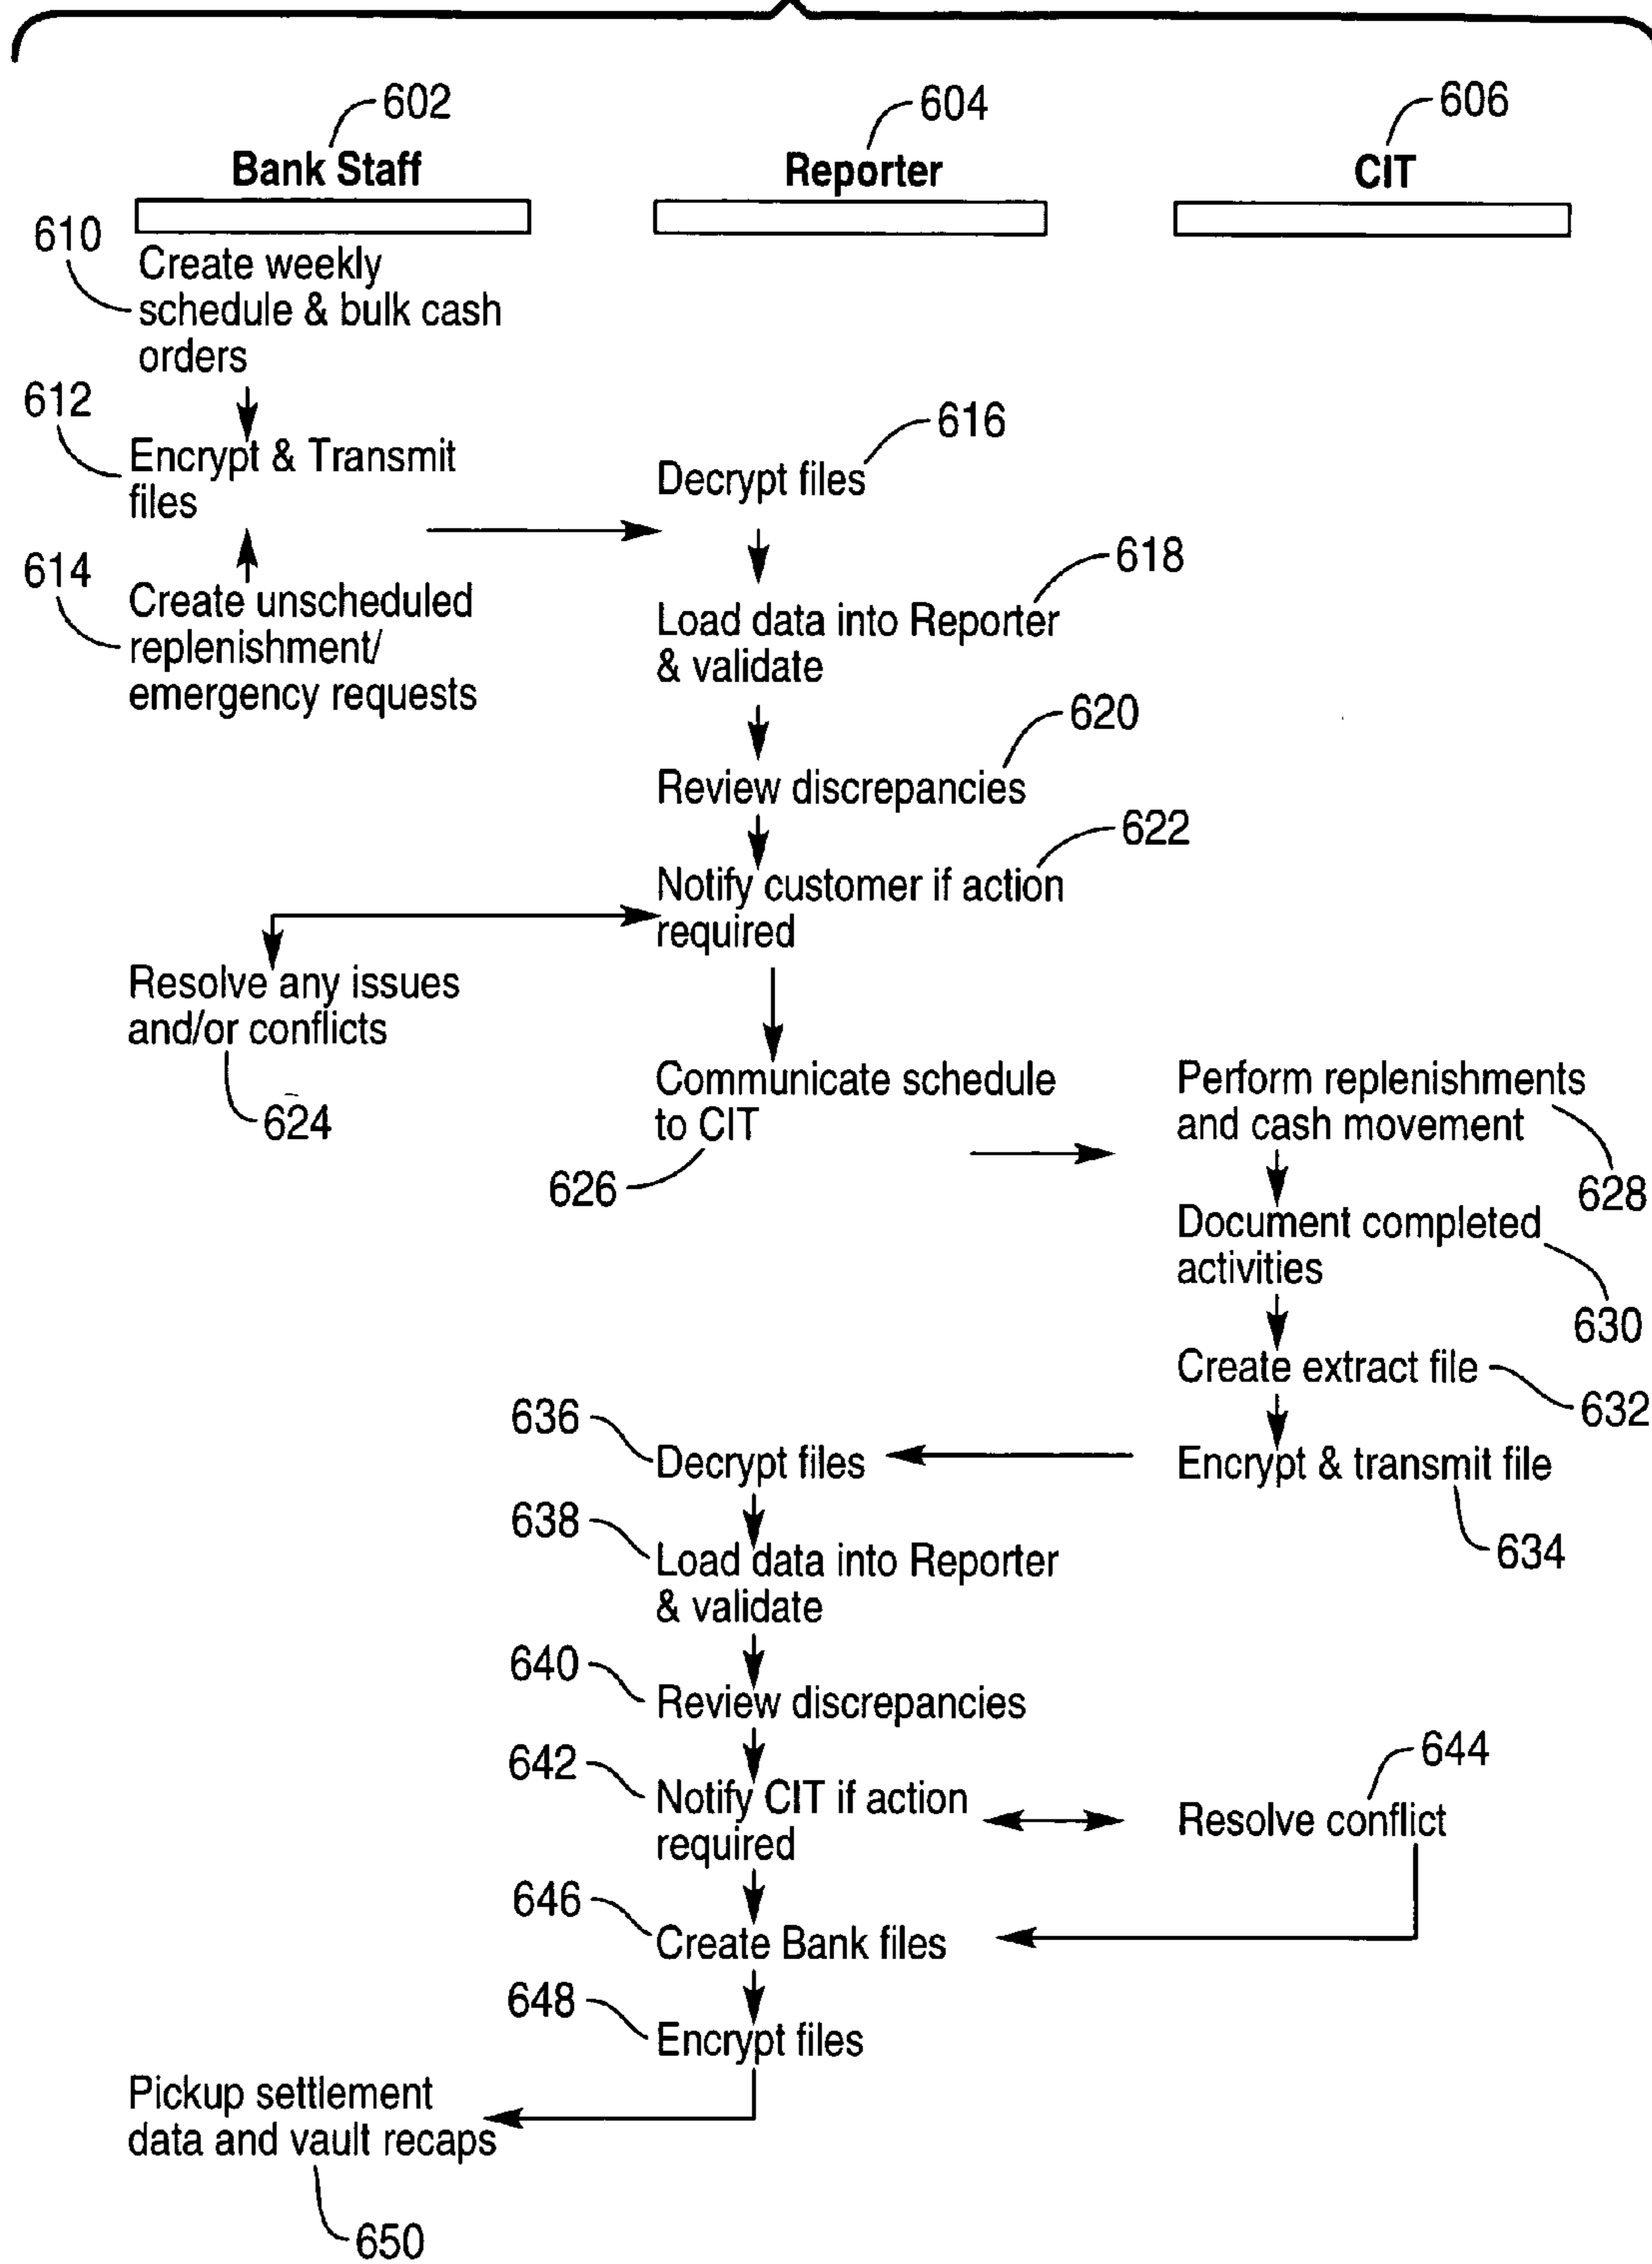 602
604
606
Bank Staff
Reporter
CIT
610
Create weekly
schedule & bulk cash
orders
612
Encrypt & Transmit
files
614
Create unscheduled
replenishment/
emergency requests
616
Decrypt files
618
Load data into Reporter
& validate
620
Review discrepancies
622
Notify customer if action
required
Resolve any issues
and/or conflicts
624
Communicate schedule
to CIT
626
Perform replenishments
and cash movement
628
Document completed
activities
630
Create extract file
632
Encrypt & transmit file
634
636
Decrypt files
638
Load data into Reporter
& validate
640
Review discrepancies
642
Notify CIT if action
required
644
Resolve conflict
646
Create Bank files
648
Encrypt files
Pickup settlement
data and vault recaps
650